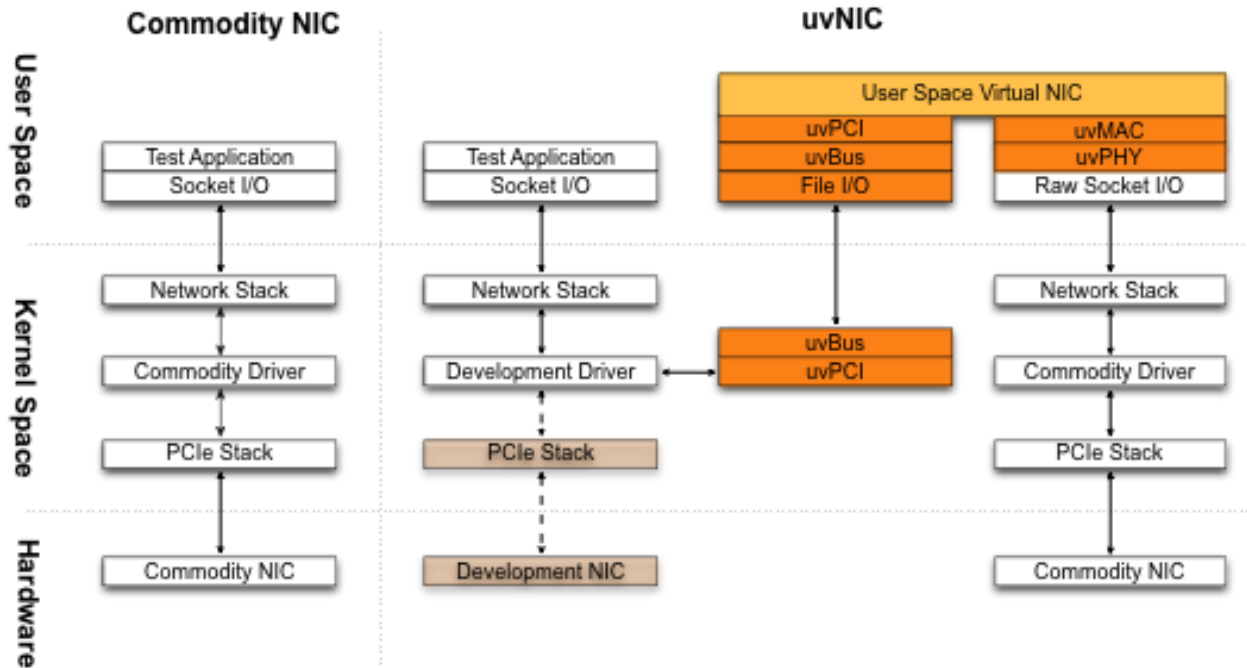 Commodity NIC
uvNIC
User Space
User Space Virtual NIC
uvPCI
uvMAC
Test Application
Test Application
uvBus
uvPHY
Socket I/O
Socket I/O
File I/O
Raw Socket I/O
Kernel Space
Network Stack
Network Stack
Network Stack
uvBus
Commodity Driver
Development Driver
uvPCI
Commodity Driver
PCIe Stack
PCIe Stack
PCIe Stack
Hardware
Commodity NIC
Development NIC
Commodity NIC